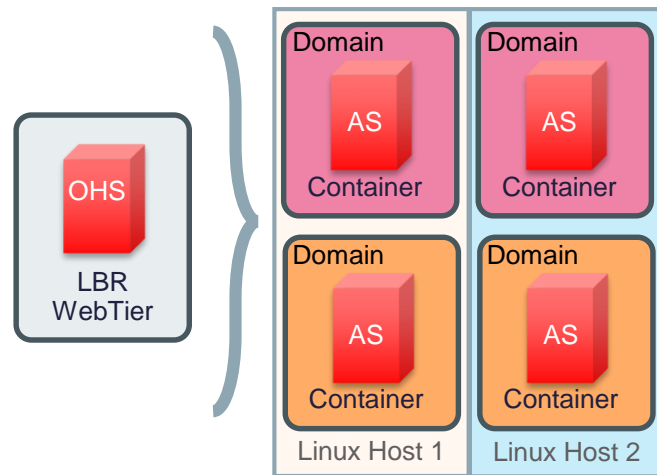 OHS
LBR
WebTier
Domain
AS
Container
Domain
AS
Container
Domain
AS
Container
Domain
AS
Container
Linux Host 1
Linux Host 2